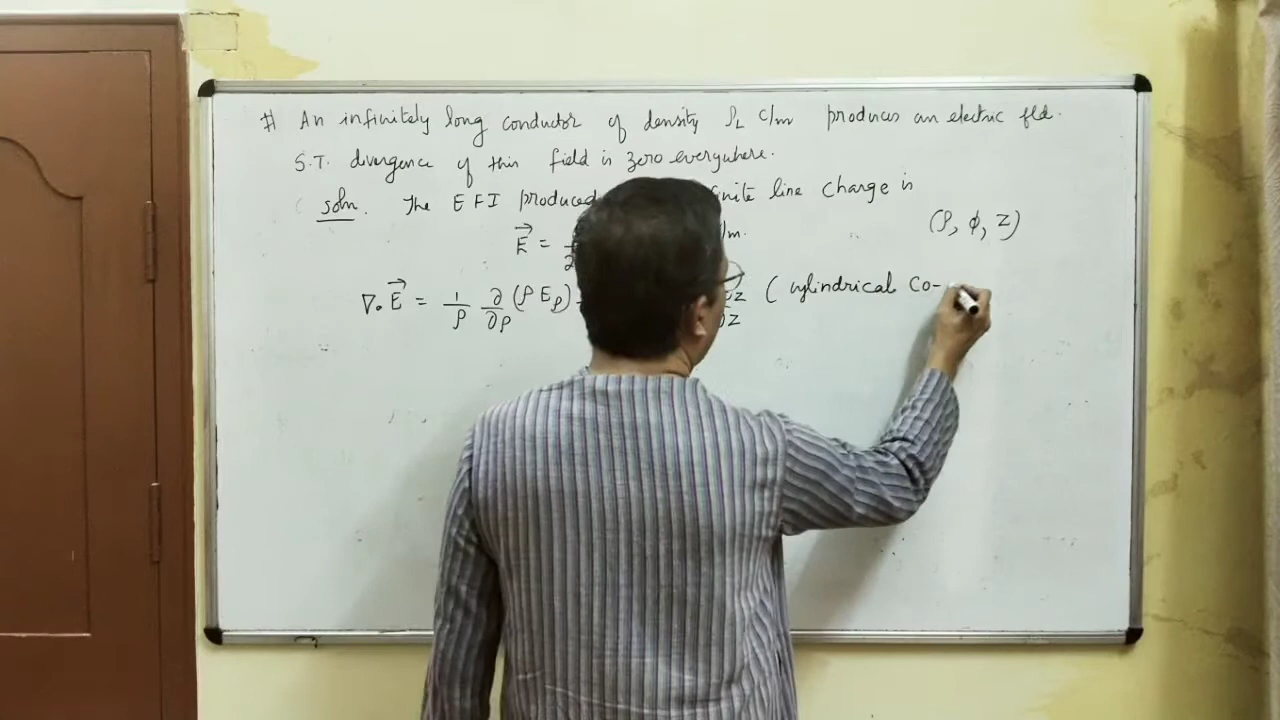 # An infinitely long conductor of density ρL C/m produces an electric fld.
S.T. divergence of this field is zero everywhere.
Soln. The EFI produced finite line charge is
(ρ, φ, z)
E⃗ = /m.
∇. E⃗ = 1/ρ ∂/∂ρ (ρ Eρ) z/∂z ( cylindrical Co-